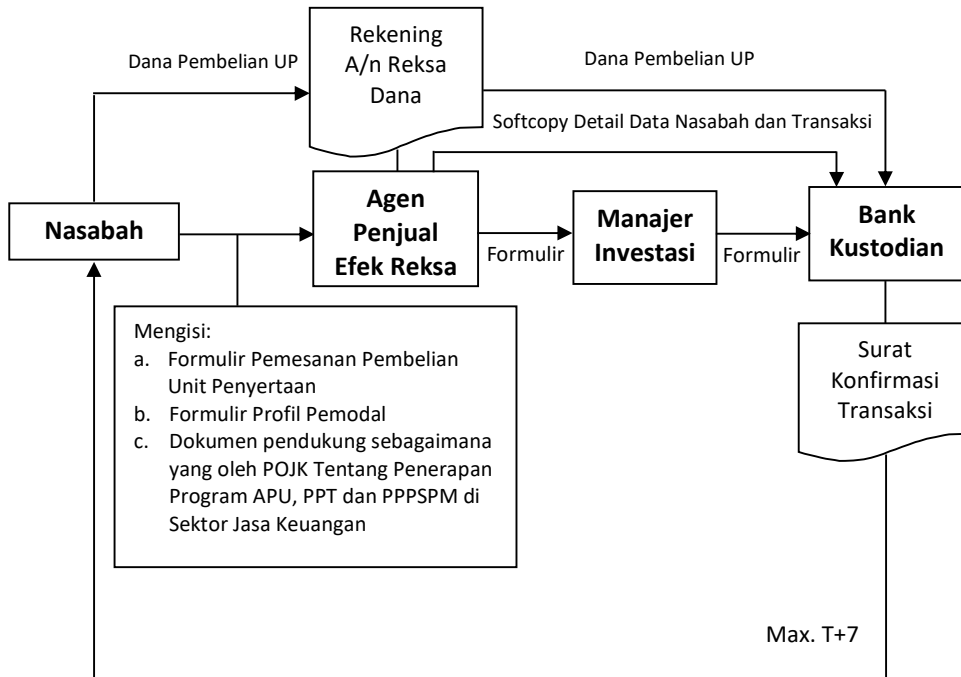 Rekening
A/n Reksa
Dana
Dana Pembelian UP
Dana Pembelian UP
Softcopy Detail Data Nasabah dan Transaksi
Nasabah
Agen
Penjual
Efek Reksa
Formulir
Manajer
Investasi
Formulir
Bank
Kustodian
Mengisi:
a. Formulir Pemesanan Pembelian
Unit Penyertaan
b. Formulir Profil Pemodal
c. Dokumen pendukung sebagaimana
yang oleh POJK Tentang Penerapan
Program APU, PPT dan PPPSPM di
Sektor Jasa Keuangan
Surat
Konfirmasi
Transaksi
Max. T+7